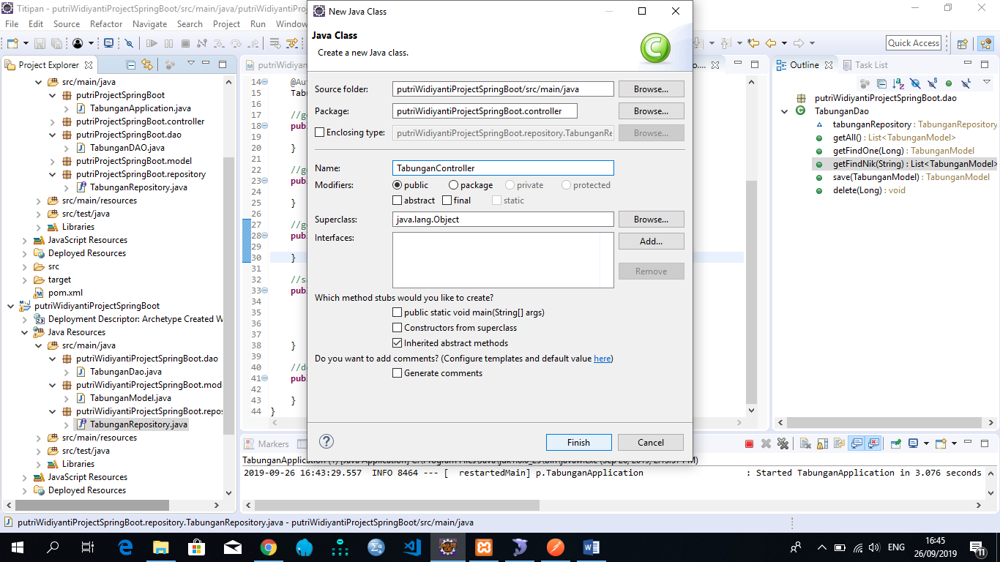 Titipan - putriWidiyantiProjectSpringBoot/src/main/java/putriWidiyantiPro
File Edit Source Refactor Navigate Search Project Run Window
Quick Access
Project Explorer
src/main/java
putriProjectSpringBoot
TabunganApplication.java
putriProjectSpringBoot.controller
putriProjectSpringBoot.dao
TabunganDAO.java
putriProjectSpringBoot.model
putriProjectSpringBoot.repository
TabunganRepository.java
src/main/resources
src/test/java
Libraries
JavaScript Resources
Deployed Resources
src
target
pom.xml
putriWidiyantiProjectSpringBoot
Deployment Descriptor: Archetype Created W
Java Resources
src/main/java
putriWidiyantiProjectSpringBoot.dao
TabunganDao.java
putriWidiyantiProjectSpringBoot.mod
TabunganModel.java
putriWidiyantiProjectSpringBoot.repos
TabunganRepository.java
src/main/resources
src/test/java
Libraries
JavaScript Resources
Deployed Resources
putriWidiyan
14 @Au
15 Tab
16
17 //g
18 pub
19
20 }
21
22 //g
23 pub
24
25 }
26
27 //g
28 pub
29
30 }
31
32 //s
33 pub
34
35
36
37
38 }
39
40 //d
41 pub
42
43 }
44 }
New Java Class
Java Class
Create a new Java class.
Source folder: putriWidiyantiProjectSpringBoot/src/main/java Browse...
Package: putriWidiyantiProjectSpringBoot.controller Browse...
Enclosing type: putriWidiyantiProjectSpringBoot.repository.TabunganRe Browse...
Name: TabunganController
Modifiers: public package private protected
abstract final static
Superclass: java.lang.Object Browse...
Interfaces: Add...
Remove
Which method stubs would you like to create?
public static void main(String[] args)
Constructors from superclass
Inherited abstract methods
Do you want to add comments? (Configure templates and default value here)
Generate comments
Finish Cancel
o....
Outline Task List
putriWidiyantiProjectSpringBoot.dao
TabunganDao
tabunganRepository : TabunganRepository
getAll() : List<TabunganModel>
getFindOne(Long) : TabunganModel
getFindNik(String) : List<TabunganModel>
save(TabunganModel) : TabunganModel
delete(Long) : void
Markers
2019-09-26 16:43:29.557 INFO 8464 --- [ restartedMain] p.TabunganApplication : Started TabunganApplication in 3.076 seconds
putriWidiyantiProjectSpringBoot.repository.TabunganRepository.java - putriWidiyantiProjectSpringBoot/src/main/java
ENG
16:45
26/09/2019
11